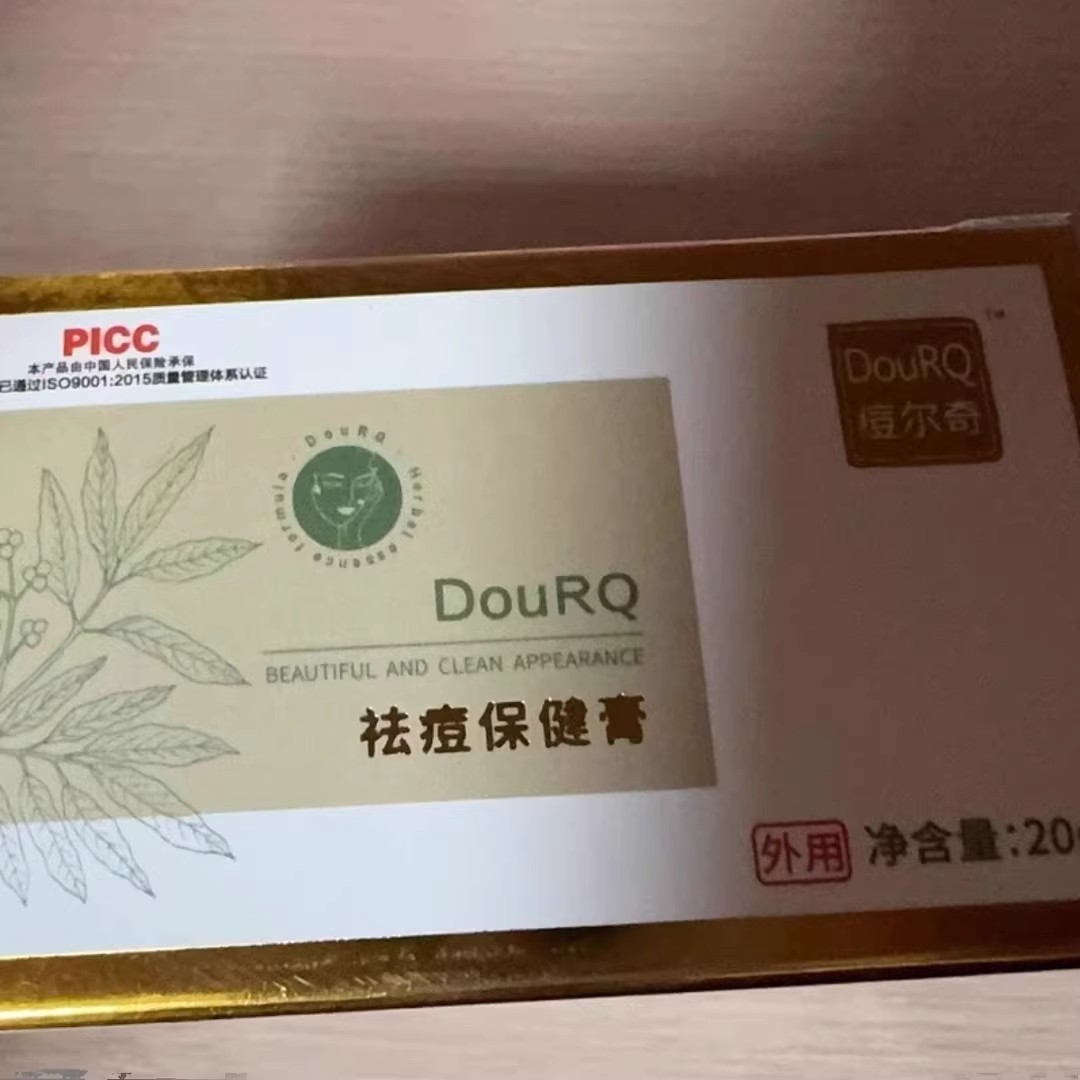 PICC
本产品由中国人民保险承保
已通过ISO9001:2015质量管理体系认证
DouRQ
痘尔奇
TM
DouRQ · Herbal essence formula ·
DouRQ
BEAUTIFUL AND CLEAN APPEARANCE
祛痘保健膏
外用
净含量:20